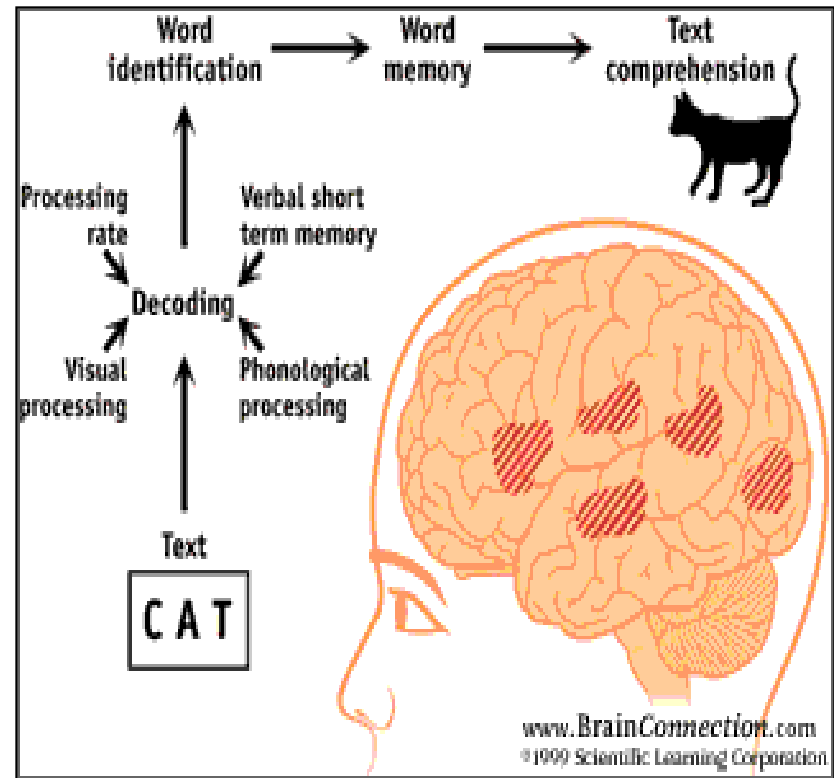 Word identification
Word memory
Text comprehension
Processing rate
Verbal short term memory
Decoding
Visual processing
Phonological processing
Text
CAT
www.BrainConnection.com
©1999 Scientific Learning Corporation